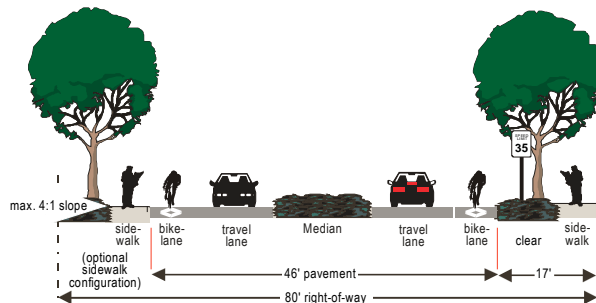 SPEED
LIMIT
35
max. 4:1 slope
side-
walk
bike-
lane
travel
lane
Median
travel
lane
bike-
lane
clear
side-
walk
(optional
sidewalk
configuration)
46' pavement
17'
80' right-of-way